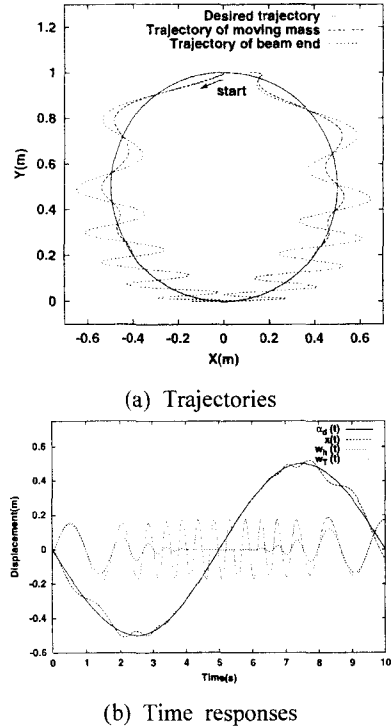 Desired trajectory
Trajectory of moving mass
Trajectory of beam end
start
1.2
1
0.8
0.6
0.4
0.2
0
Y(m)
-0.6 -0.4 -0.2 0 0.2 0.4 0.6
X(m)
(a) Trajectories
α_d (t)
x(t)
w_h (t)
w_T (t)
0.6
0.4
0.2
0
-0.2
-0.4
-0.6
Displacement(m)
0 1 2 3 4 5 6 7 8 9 10
Time(s)
(b) Time responses